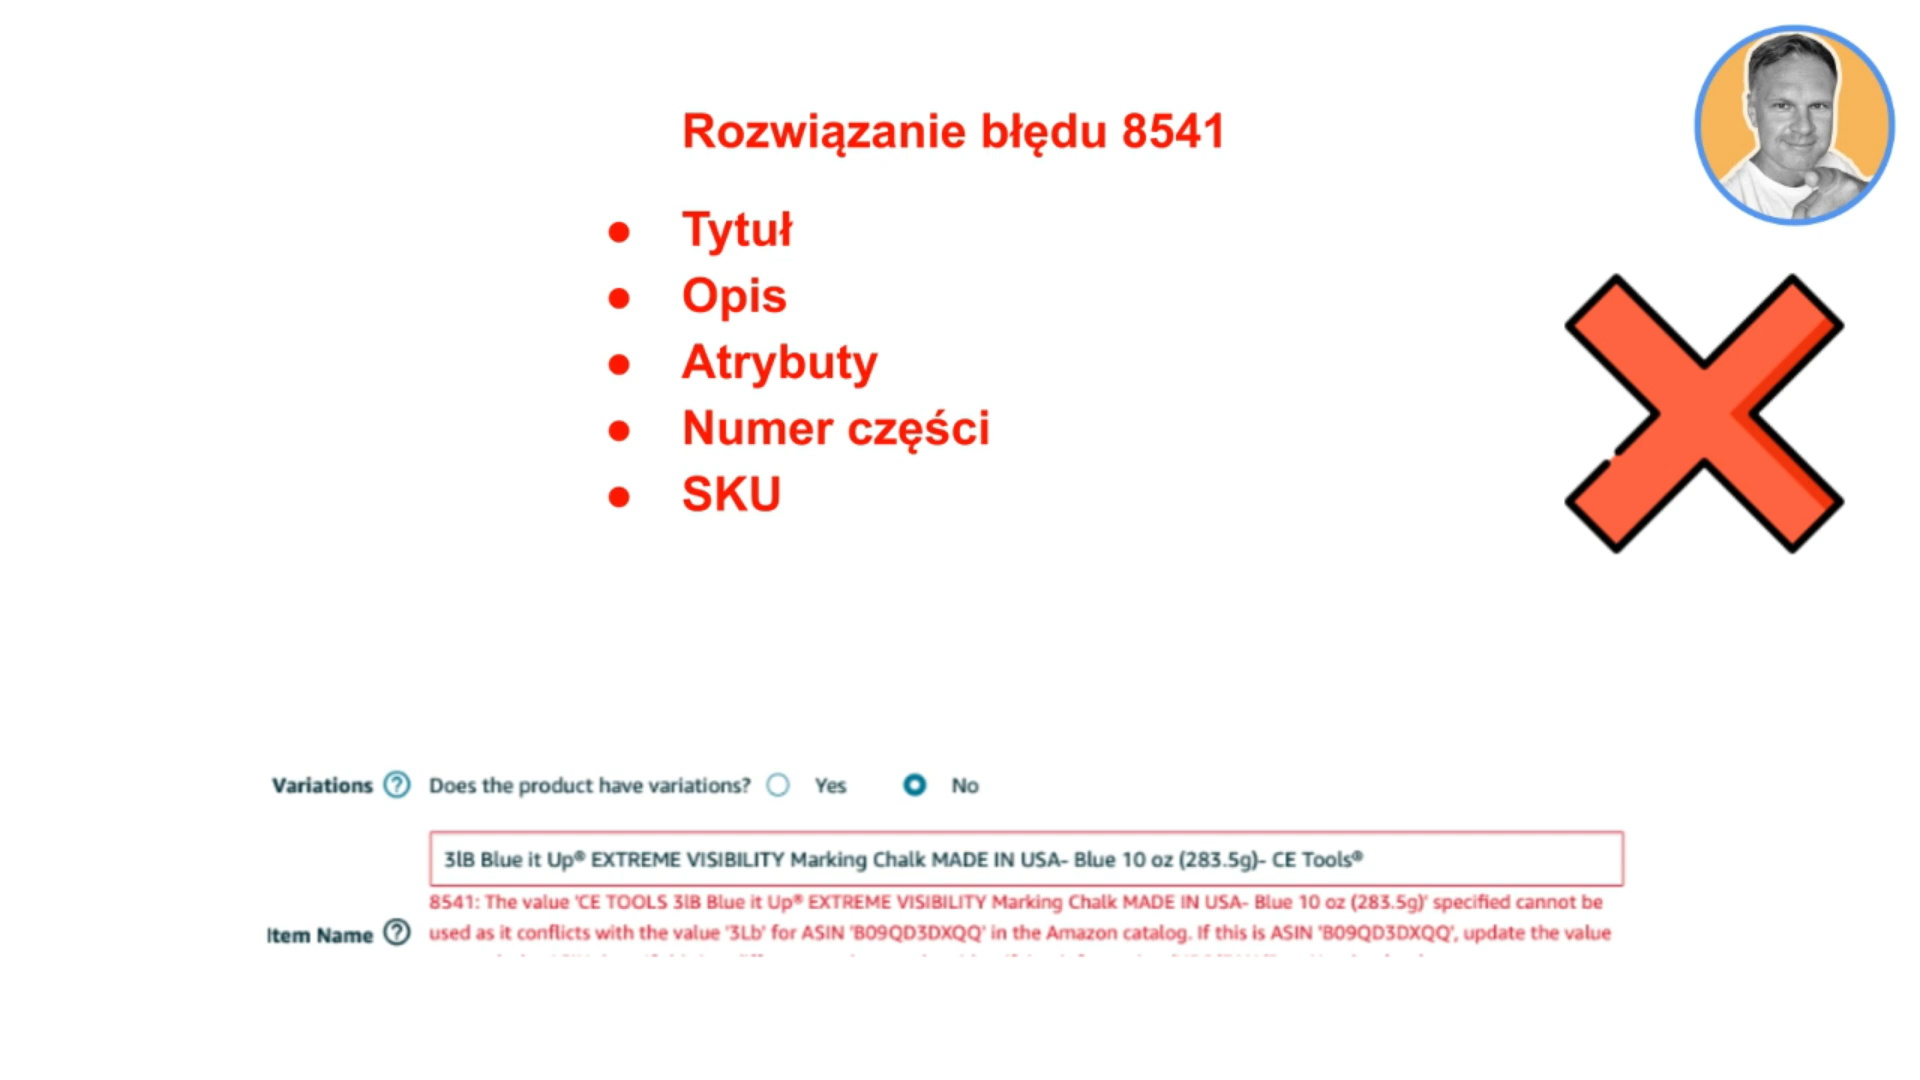 Rozwiązanie błędu 8541
● Tytuł
● Opis
● Atrybuty
● Numer części
● SKU
Variations ? Does the product have variations? Yes No
3lB Blue it Up® EXTREME VISIBILITY Marking Chalk MADE IN USA- Blue 10 oz (283.5g)- CE Tools®
8541: The value 'CE TOOLS 3lB Blue it Up® EXTREME VISIBILITY Marking Chalk MADE IN USA- Blue 10 oz (283.5g)' specified cannot be
Item Name ? used as it conflicts with the value '3Lb' for ASIN 'B09QD3DXQQ' in the Amazon catalog. If this is ASIN 'B09QD3DXQQ', update the value